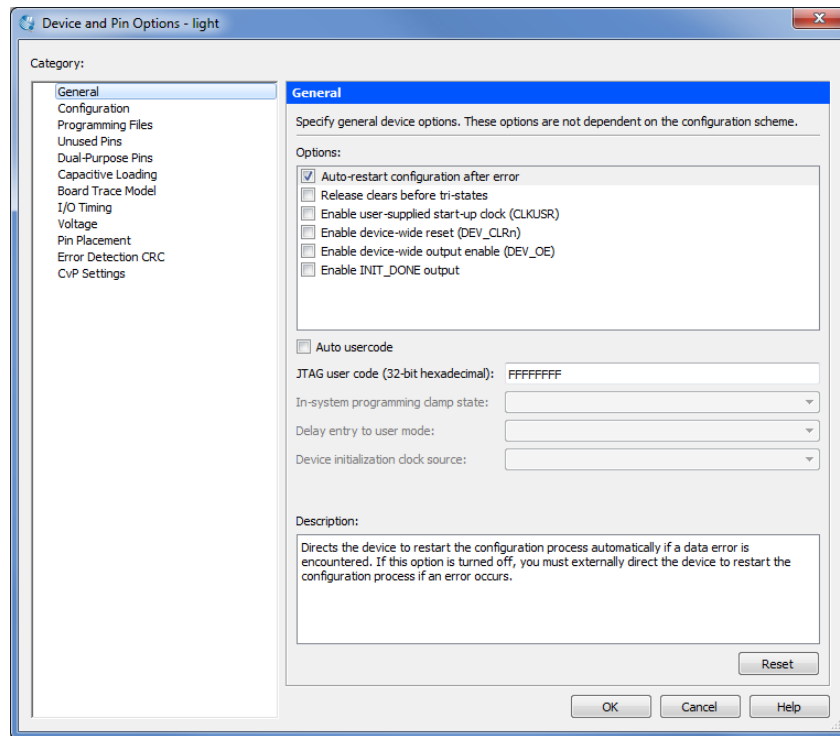 Device and Pin Options - light
Category:
General
Configuration
Programming Files
Unused Pins
Dual-Purpose Pins
Capacitive Loading
Board Trace Model
I/O Timing
Voltage
Pin Placement
Error Detection CRC
CvP Settings
General
Specify general device options. These options are not dependent on the configuration scheme.
Options:
Auto-restart configuration after error
Release clears before tri-states
Enable user-supplied start-up clock (CLKUSR)
Enable device-wide reset (DEV_CLRn)
Enable device-wide output enable (DEV_OE)
Enable INIT_DONE output
Auto usercode
JTAG user code (32-bit hexadecimal): FFFFFFFF
In-system programming clamp state:
Delay entry to user mode:
Device initialization clock source:
Description:
Directs the device to restart the configuration process automatically if a data error is
encountered. If this option is turned off, you must externally direct the device to restart the
configuration process if an error occurs.
Reset
OK Cancel Help